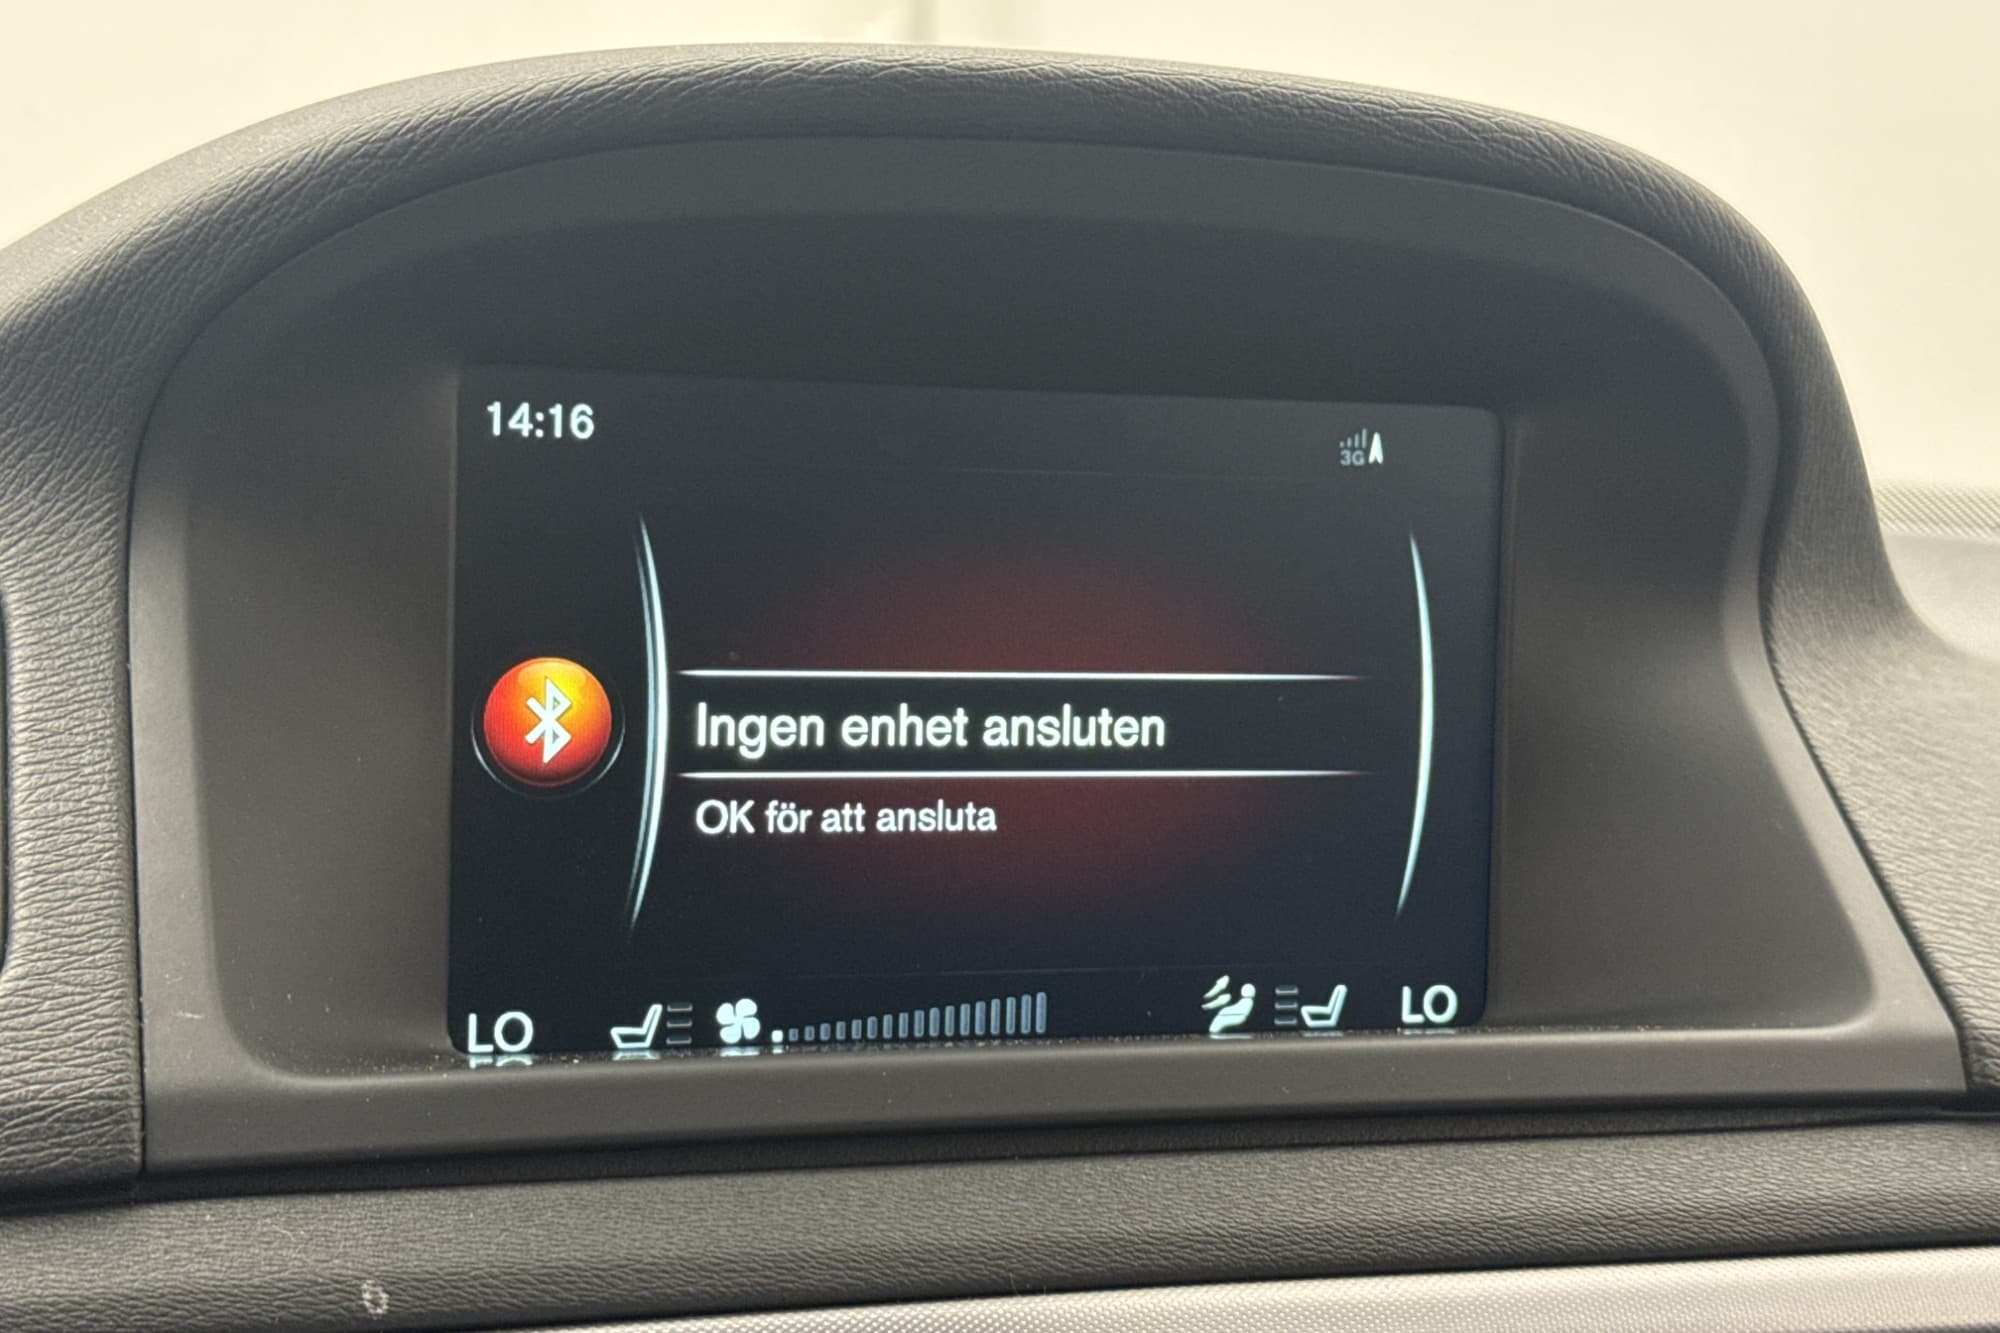 14:16
3G
Ingen enhet ansluten
OK för att ansluta
LO LO